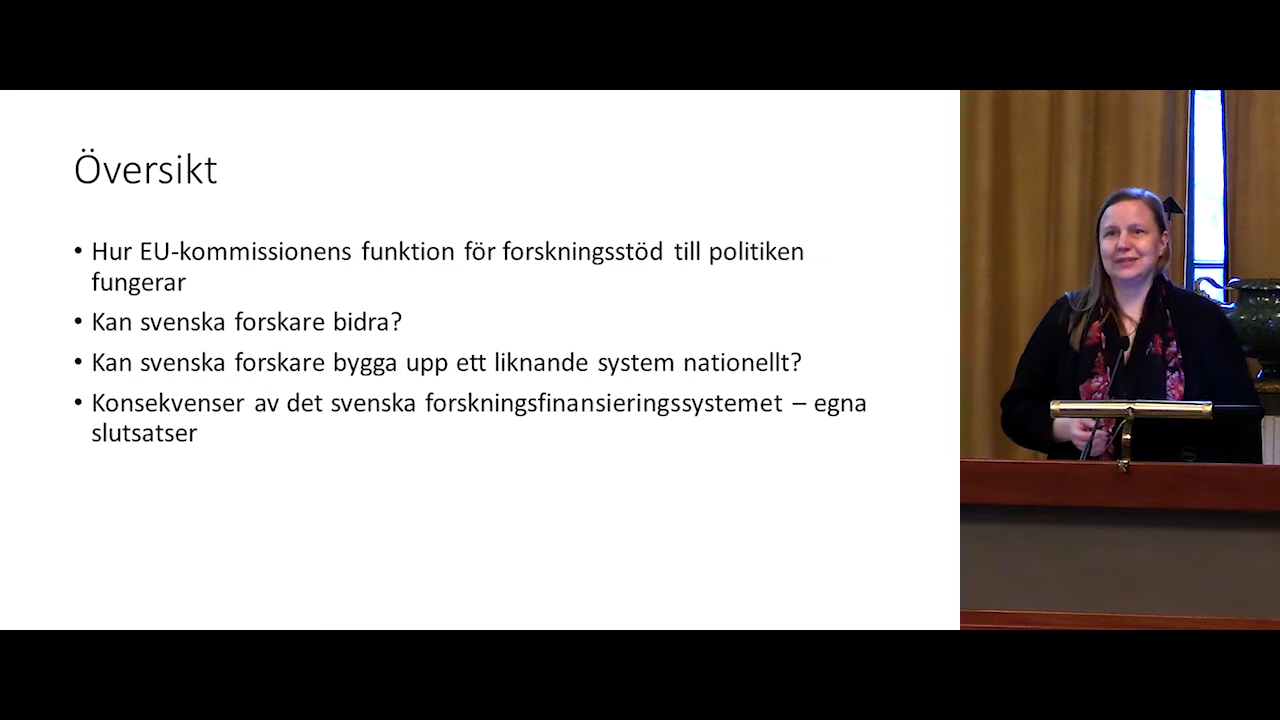 Översikt
• Hur EU-kommissionens funktion för forskningsstöd till politiken
fungerar
• Kan svenska forskare bidra?
• Kan svenska forskare bygga upp ett liknande system nationellt?
• Konsekvenser av det svenska forskningsfinansieringssystemet – egna
slutsatser